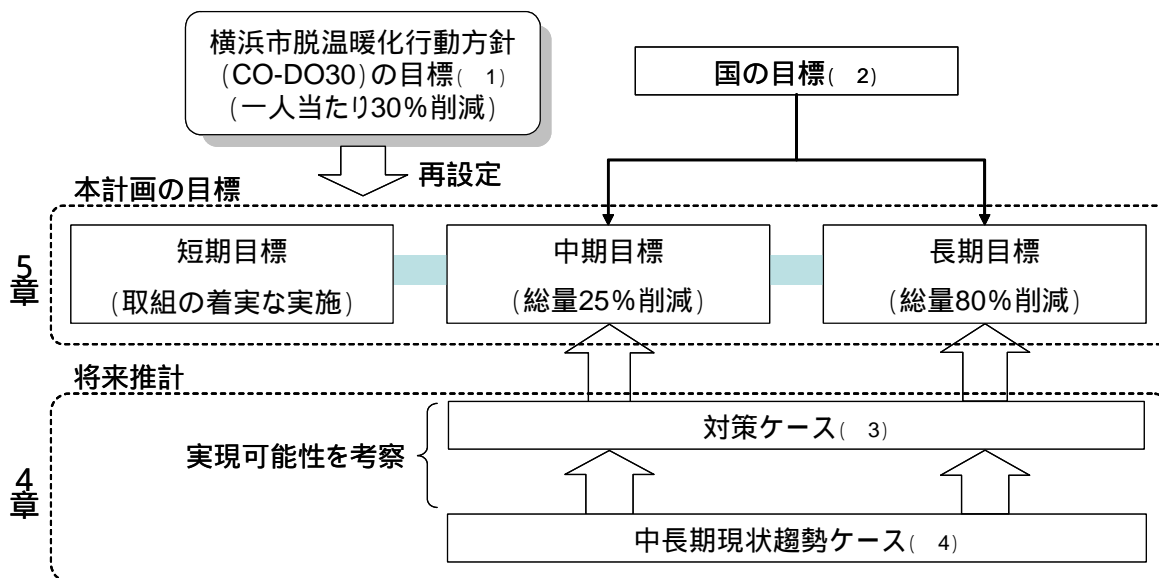 横浜市脱温暖化行動方針
(CO-DO30)の目標( 1)
(一人当たり30%削減)
国の目標( 2)
再設定
本計画の目標
5章
短期目標
(取組の着実な実施)
中期目標
(総量25%削減)
長期目標
(総量80%削減)
将来推計
4章
対策ケース( 3)
実現可能性を考察
中長期現状趨勢ケース( 4)